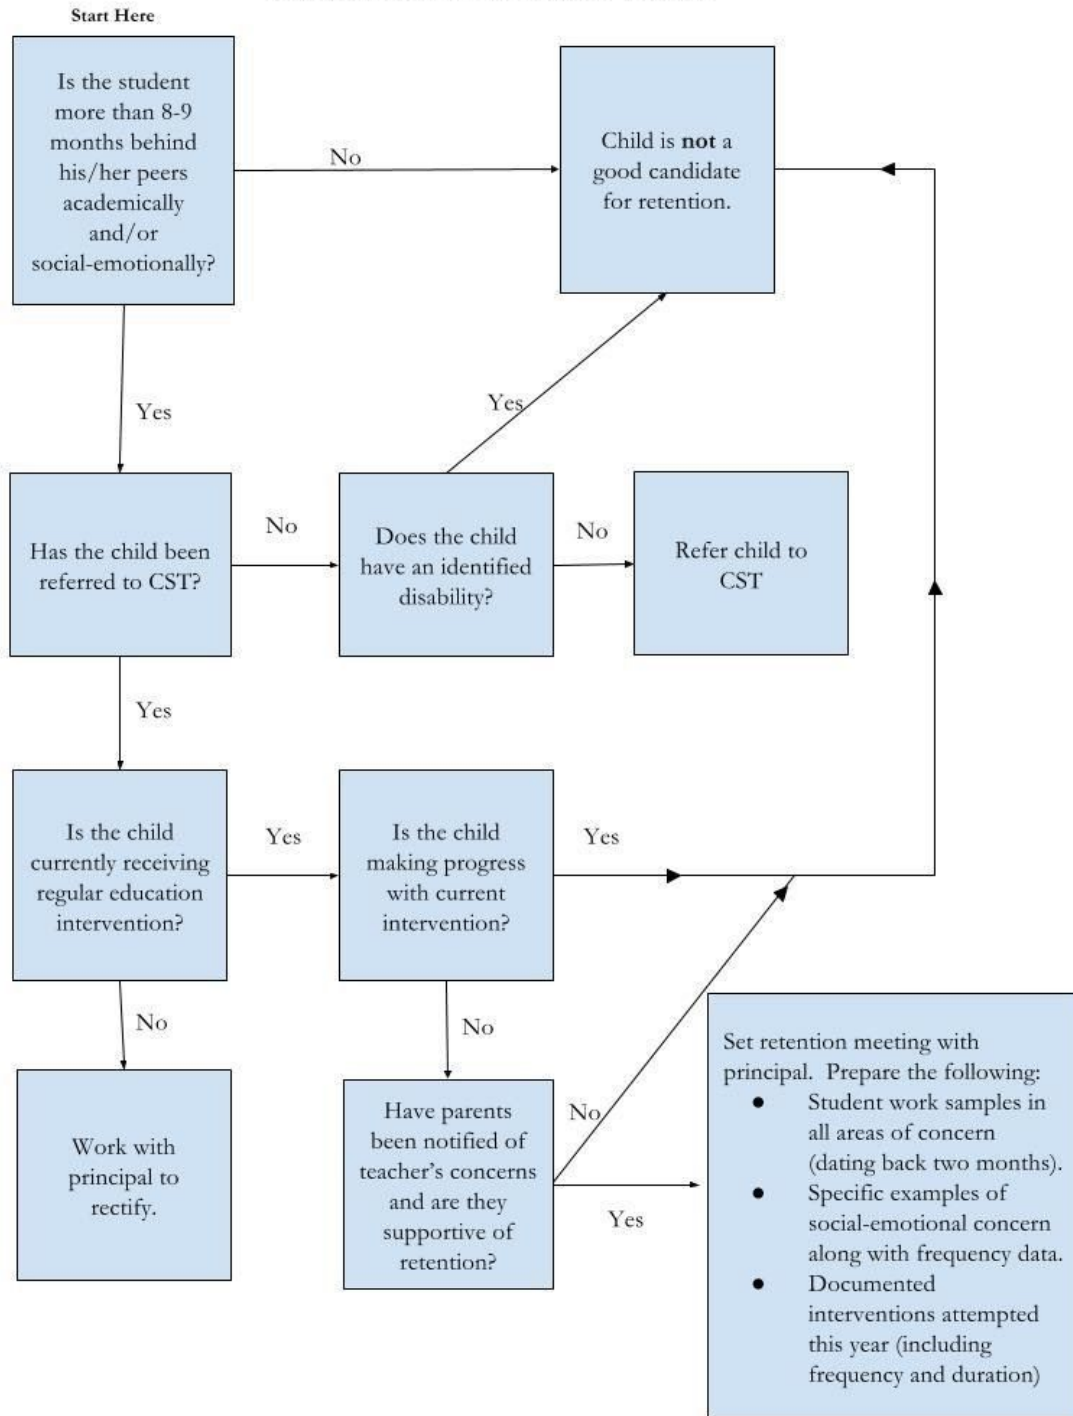 Start Here
Is the student
more than 8-9
months behind
his/her peers
academically
and/or
social-emotionally?
No
Child is not a
good candidate
for retention.
Yes
Yes
Has the child been
referred to CST?
No
Does the child
have an identified
disability?
No
Refer child to
CST
Yes
Is the child
currently receiving
regular education
intervention?
Yes
Is the child
making progress
with current
intervention?
Yes
No
No
Work with
principal to
rectify.
Have parents
been notified of
teacher's concerns
and are they
supportive of
retention?
No
Yes
Set retention meeting with
principal. Prepare the following:
● Student work samples in
all areas of concern
(dating back two months).
● Specific examples of
social-emotional concern
along with frequency data.
● Documented
interventions attempted
this year (including
frequency and duration)